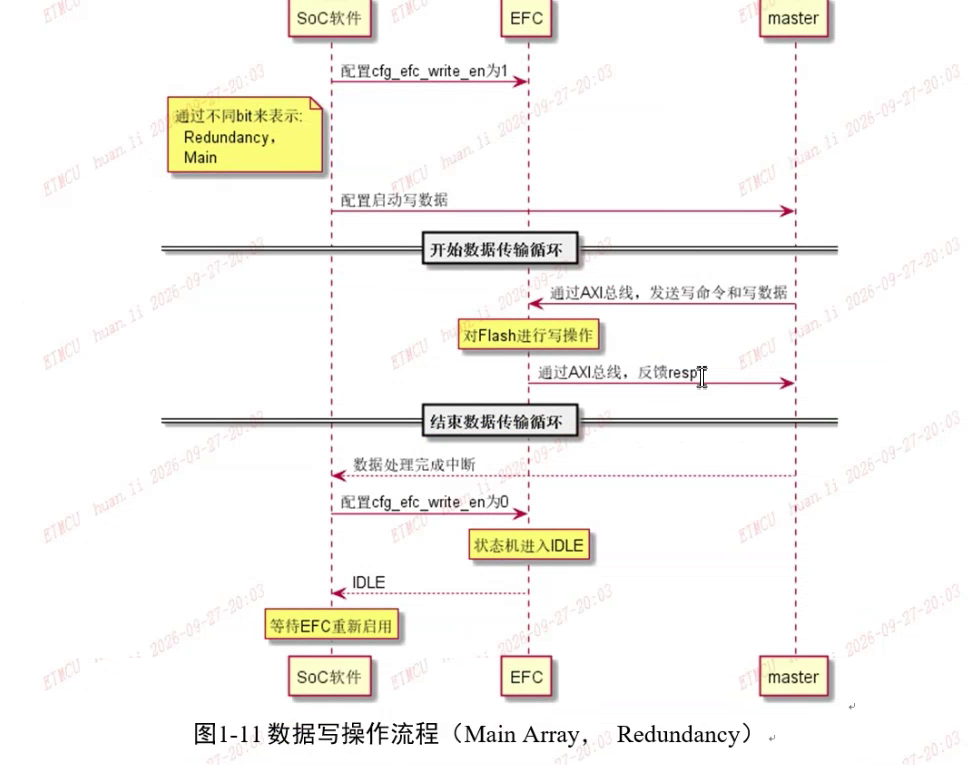 SoC软件
EFC
master
配置cfg_efc_write_en为1
通过不同bit来表示:
Redundancy，
Main
配置启动写数据
开始数据传输循环
通过AXI总线，发送写命令和写数据
对Flash进行写操作
通过AXI总线，反馈resp
结束数据传输循环
数据处理完成中断
配置cfg_efc_write_en为0
状态机进入IDLE
IDLE
等待EFC重新启用
SoC软件
EFC
master
图1-11 数据写操作流程（Main Array， Redundancy）
ETMCU huan.li 2026-09-27-20:03